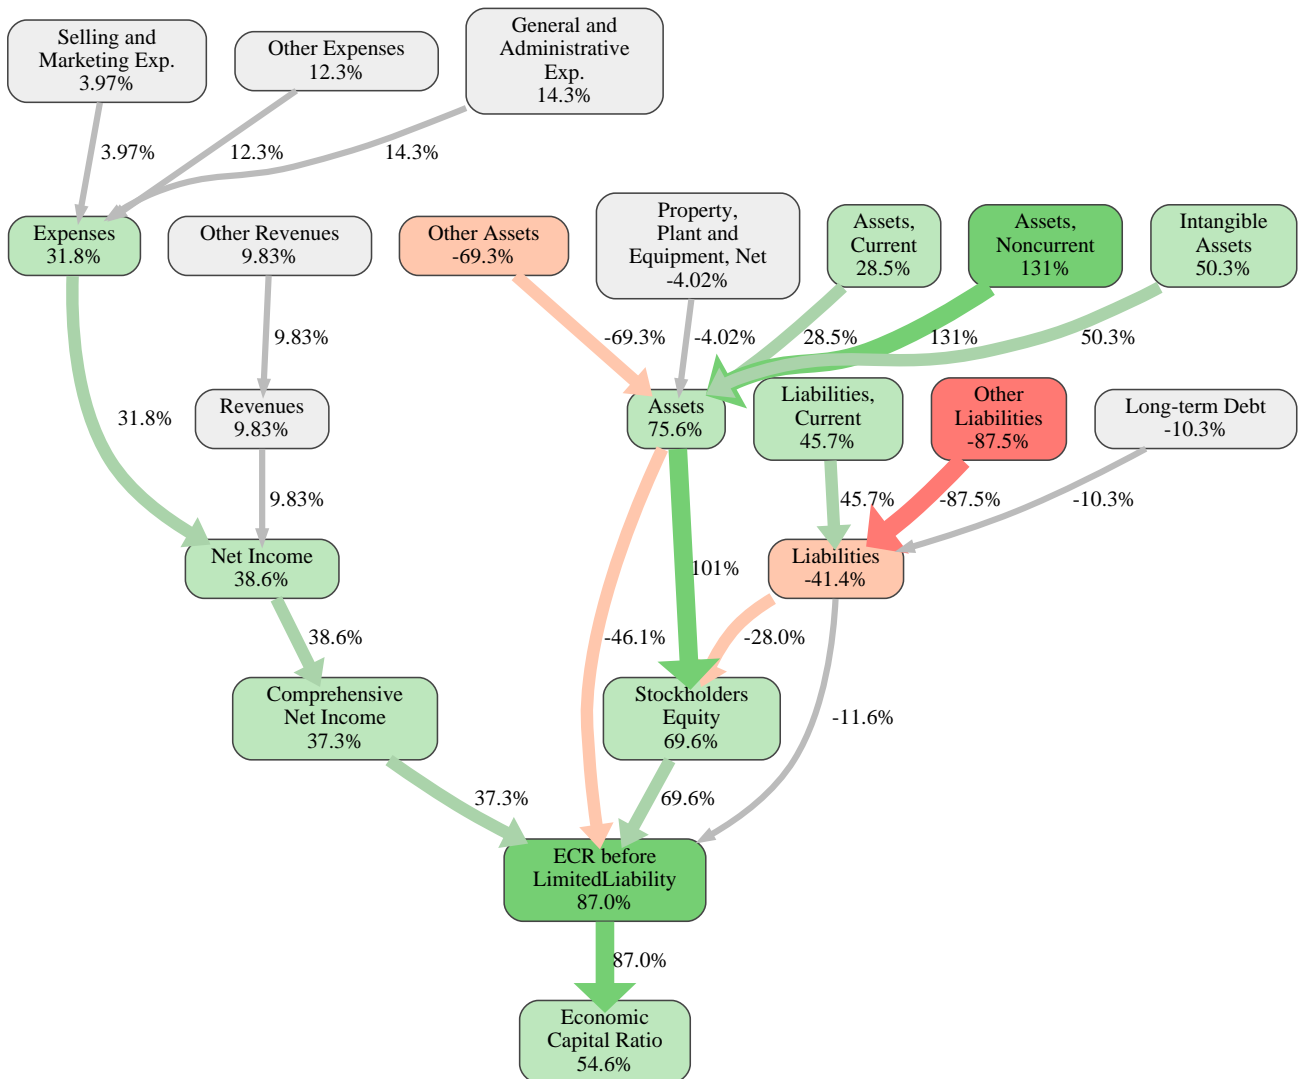 Selling and
Marketing Exp.
3.97%
Other Expenses
12.3%
General and
Administrative
Exp.
14.3%
3.97%
12.3%
14.3%
Expenses
31.8%
Other Revenues
9.83%
Other Assets
-69.3%
Property,
Plant and
Equipment, Net
-4.02%
Assets,
Current
28.5%
Assets,
Noncurrent
131%
Intangible
Assets
50.3%
9.83%
-69.3%
-4.02%
28.5%
131%
50.3%
31.8%
Revenues
9.83%
Assets
75.6%
Liabilities,
Current
45.7%
Other
Liabilities
-87.5%
Long-term Debt
-10.3%
9.83%
45.7%
-87.5%
-10.3%
Net Income
38.6%
101%
Liabilities
-41.4%
38.6%
-46.1%
-28.0%
Comprehensive
Net Income
37.3%
Stockholders
Equity
69.6%
-11.6%
37.3%
69.6%
ECR before
LimitedLiability
87.0%
87.0%
Economic
Capital Ratio
54.6%